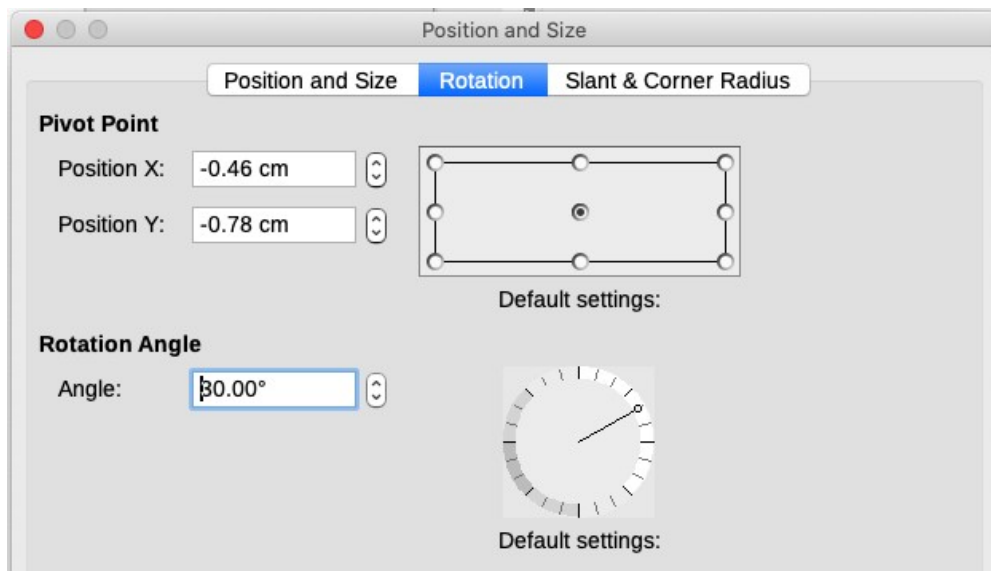 Position and Size
Position and Size Rotation Slant & Corner Radius
Pivot Point
Position X: -0.46 cm
Position Y: -0.78 cm
Default settings:
Rotation Angle
Angle: 30.00°
Default settings: